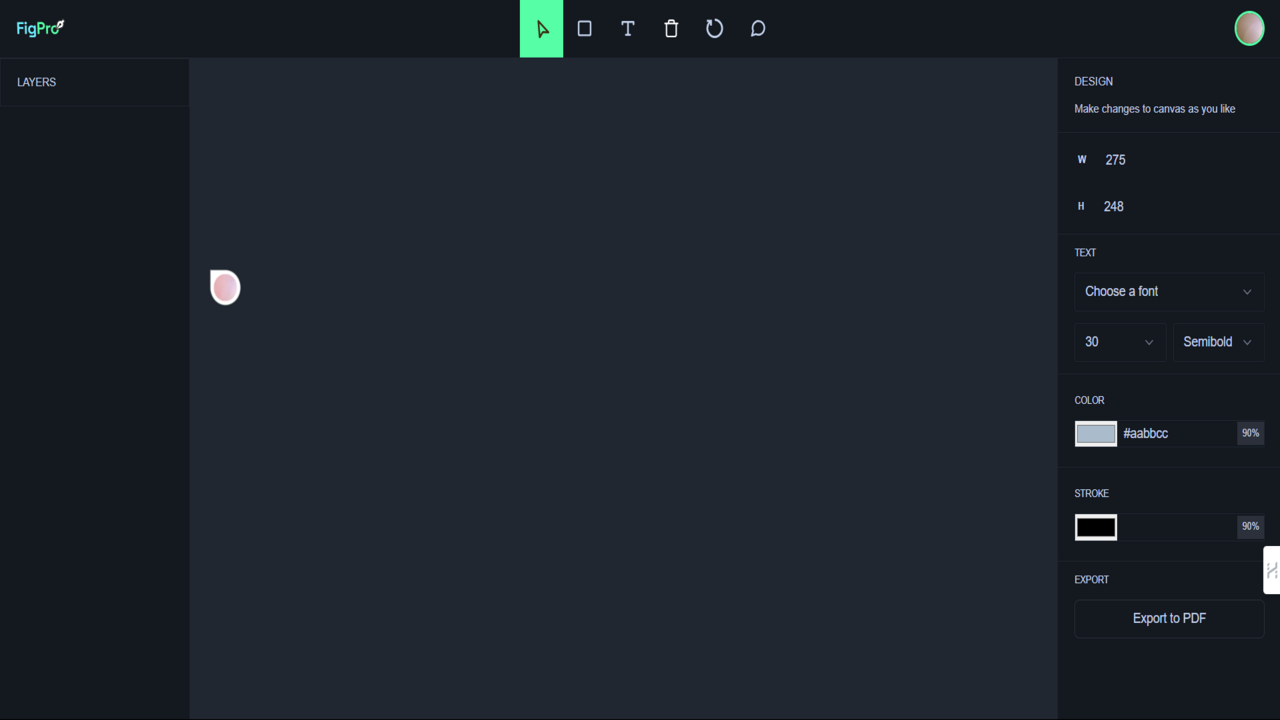 FigPro
LAYERS
DESIGN
Make changes to canvas as you like
W 275
H 248
TEXT
Choose a font
30 Semibold
COLOR
#aabbcc 90%
STROKE
90%
EXPORT
Export to PDF